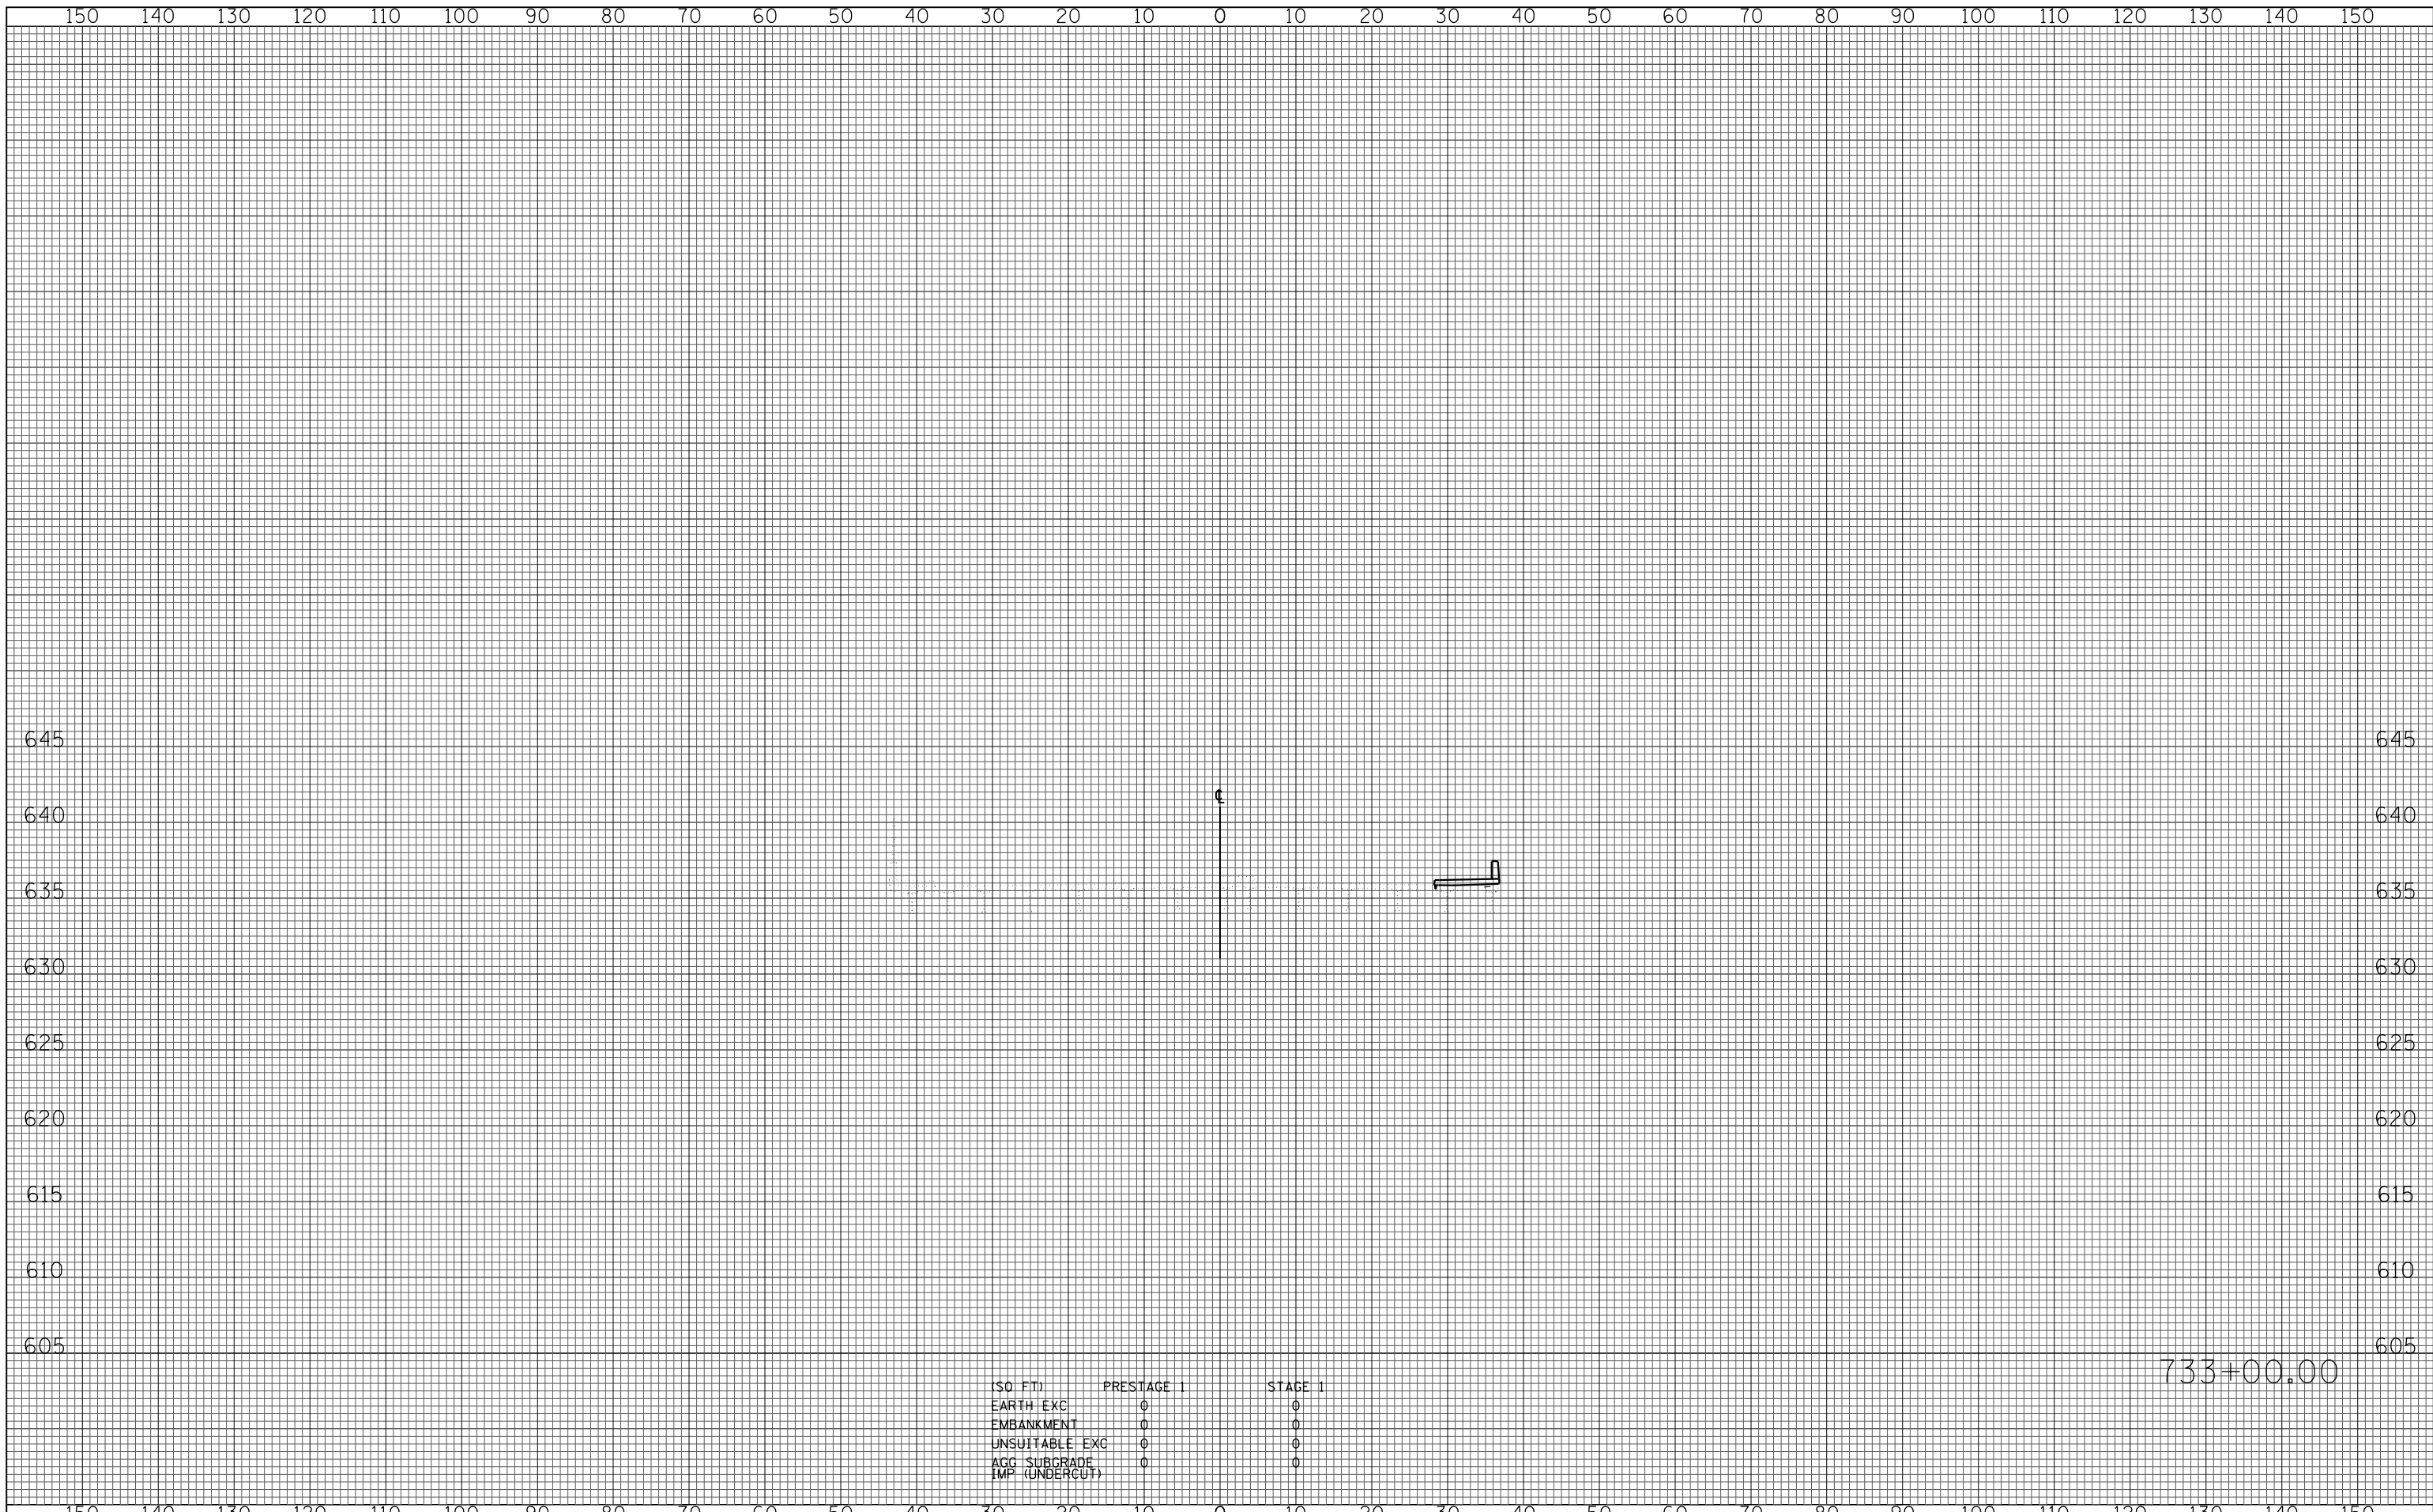 150 140 130 120 110 100 90 80 70 60 50 40 30 20 10 0 10 20 30 40 50 60 70 80 90 100 110 120 130 140 150
645 645
℄
640 640
635 635
630 630
625 625
620 620
615 615
610 610
605 605
733+00.00
(SQ FT) PRESTAGE 1 STAGE 1
EARTH EXC 0 0
EMBANKMENT 0 0
UNSUITABLE EXC 0 0
AGG SUBGRADE 0 0
IMP (UNDERCUT)
150 140 130 120 110 100 90 80 70 60 50 40 30 20 10 0 10 20 30 40 50 60 70 80 90 100 110 120 130 140 150